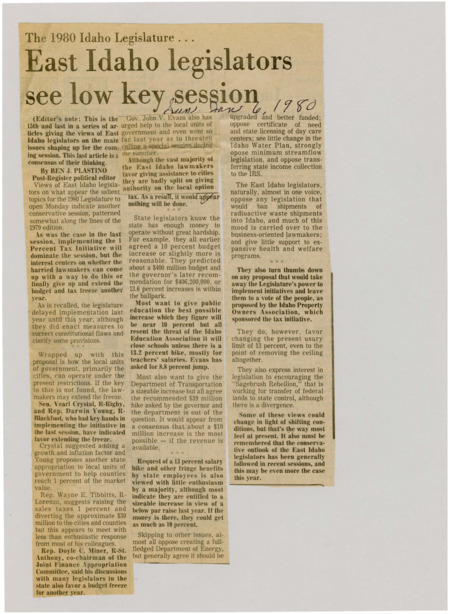 The 1980 Idaho Legislature . . .
East Idaho legislators
see low key session
Sun Jan 6, 1980
(Editor's note: This is the
15th and last in a series of ar-
ticles giving the views of East
Idaho legislators on the main
issues shaping up for the com-
ing session. This last article is a
consensus of their thinking.
By BEN J. PLASTINO
Post-Register political editor
Views of East Idaho legisla-
tors on what appear the salient
topics for the 1980 Legislature to
open Monday indicate another
conservative session, patterned
somewhat along the lines of the
1979 edition.
As was the case in the last
session, implementing the 1
Percent Tax Initiative will
dominate the session, but the
interest centers on whether the
harried lawmakers can come
up with a way to do this or
finally give up and extend the
budget and tax freeze another
year.
As is recalled, the legislature
delayed implementation last
year until this year, although
they did enact measures to
correct constitutional flaws and
clarify some provisions.
* * *
Wrapped up with this
proposal is how the local units
of government, primarily the
cities, can operate under the
present restrictions. If the key
to this is not found, the law-
makers may extend the freeze.
Sen. Vearl Crystal, R-Rigby,
and Rep. Darwin Young, R-
Blackfoot, who had key hands in
implementing the initiative in
the last session, have indicated
favor extending the freeze.
Crystal suggested adding a
growth and inflation factor and
Young proposes another state
appropriation to local units of
government to help counties
reach 1 percent of the market
value.
Rep. Wayne E. Tibbitts, R-
Lorenzo, suggests raising the
sales taxes 1 percent and
diverting the approximate $39
million to the cities and counties
but this appears to meet with
less than enthusiastic response
from most of his colleagues.
Rep. Doyle C. Miner, R-St.
Anthony, co-chairman of the
Joint Finance Appropriation
Committee, said his discussions
with many legislators in the
state also favor a budget freeze
for another year.
Gov. John V. Evans also has
urged help to the local units of
government and even went so
far last year as to threaten
calling a special session during
the summer.
Although the vast majority of
the East Idaho lawmakers
favor giving assistance to cities
they are badly split on giving
authority on the local option
tax. As a result, it would appear
nothing will be done.
* * *
State legislators know the
state has enough money to
operate without great hardship.
For example, they all earlier
agreed a 10 percent budget
increase or slightly more is
reasonable. They predicted
about a $400 million budget and
the governor's later recom-
mendation for $406,200,000, or
13.6 percent increases is within
the ballpark.
Most want to give public
education the best possible
increase which they figure will
be near 10 percent but all
resent the threat of the Idaho
Education Association it will
close schools unless there is a
13.2 percent hike, mostly for
teachers' salaries. Evans has
asked for 8.8 percent jump.
Most also want to give the
Department of Transportation
a sizeable increase but all agree
the recommended $39 million
hike asked by the governor and
the department is out of the
question. It would appear from
a consensus that about a $18
million increase is the most
possible — if the revenue is
available.
* * *
Request of a 13 percent salary
hike and other fringe benefits
by state employees is also
viewed with little enthusiasm
by a majority, although most
indicate they are entitled to a
sizeable increase in view of a
below par raise last year. If the
money is there, they could get
as much as 10 percent.
Skipping to other issues, al-
most all oppose creating a full-
fledged Department of Energy,
but generally agree it should be
upgraded and better funded;
oppose certificate of need
and state licensing of day care
centers; see little change in the
Idaho Water Plan, strongly
oppose minimum streamflow
legislation, and oppose trans-
ferring state income collection
to the IRS.
The East Idaho legislators,
naturally, almost in one voice,
oppose any legislation that
would ban shipments of
radioactive waste shipments
into Idaho, and much of this
mood is carried over to the
business-oriented lawmakers;
and give little support to ex-
pansive health and welfare
programs.
* * *
They also turn thumbs down
on any proposal that would take
away the Legislature's power to
implement initiatives and leave
them to a vote of the people, as
proposed by the Idaho Property
Owners Association, which
sponsored the tax initiative.
They do, however, favor
changing the present usury
limit of 13 percent, even to the
point of removing the ceiling
altogether.
They also express interest in
legislation to encouraging the
"Sagebrush Rebellion," that is
working for transfer of federal
lands to state control, although
there is a divergence.
Some of these views could
change in light of shifting con-
ditions, but that's the way most
feel at present. It also must be
remembered that the conserva-
tive outlook of the East Idaho
legislators has been generally
followed in recent sessions, and
this may be even more the case
this year.